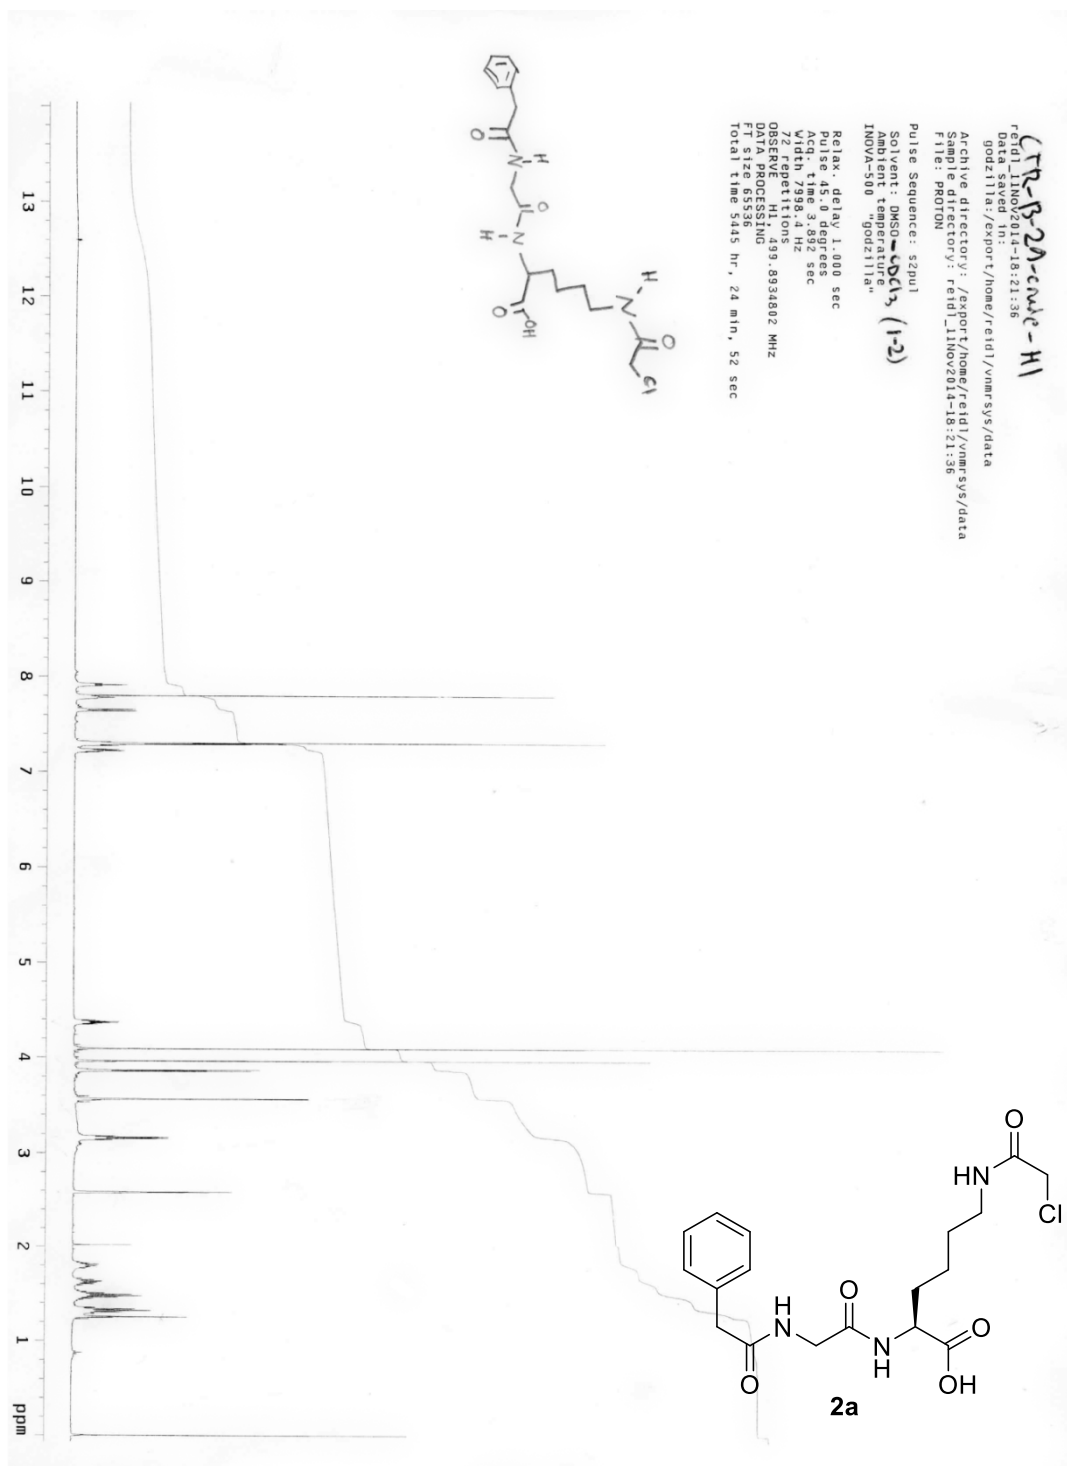 CTR-B-2A-crude-H1
reidl_11Nov2014-18:21:36
Data saved in:
godzilla:/export/home/reidl/vnmrsys/data
Archive directory: /export/home/reidl/vnmrsys/data
Sample directory: reidl_11Nov2014-18:21:36
File: PROTON
Pulse Sequence: s2pul
Solvent: DMSO-CDCl3 (1-2)
Ambient temperature
INOVA-500 "godzilla"
Relax. delay 1.000 sec
Pulse 45.0 degrees
Acq. time 3.892 sec
Width 7998.4 Hz
72 repetitions
OBSERVE H1, 499.8934802 MHz
DATA PROCESSING
FT size 65536
Total time 5445 hr, 24 min, 52 sec
O
N
H
O
N
H
O
OH
H
N
O
Cl
13 12 11 10 9 8 7 6 5 4 3 2 1 ppm
O
HN
Cl
H
N
O
O
N
H
O
OH
2a